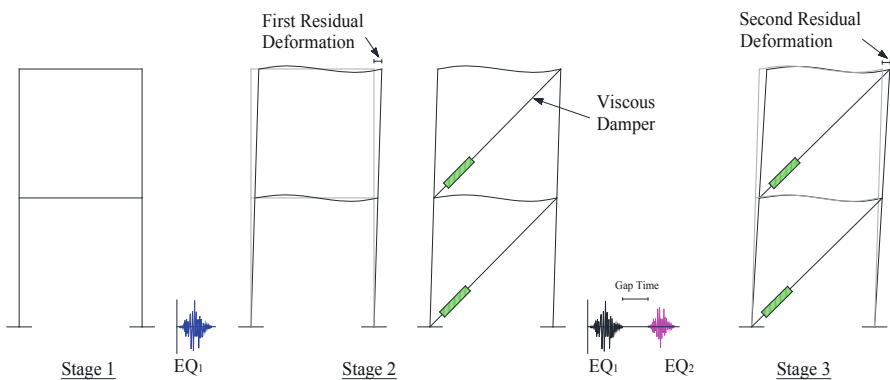 First Residual
Deformation
Second Residual
Deformation
Viscous
Damper
Gap Time
Stage 1
EQ1
Stage 2
EQ1
EQ2
Stage 3